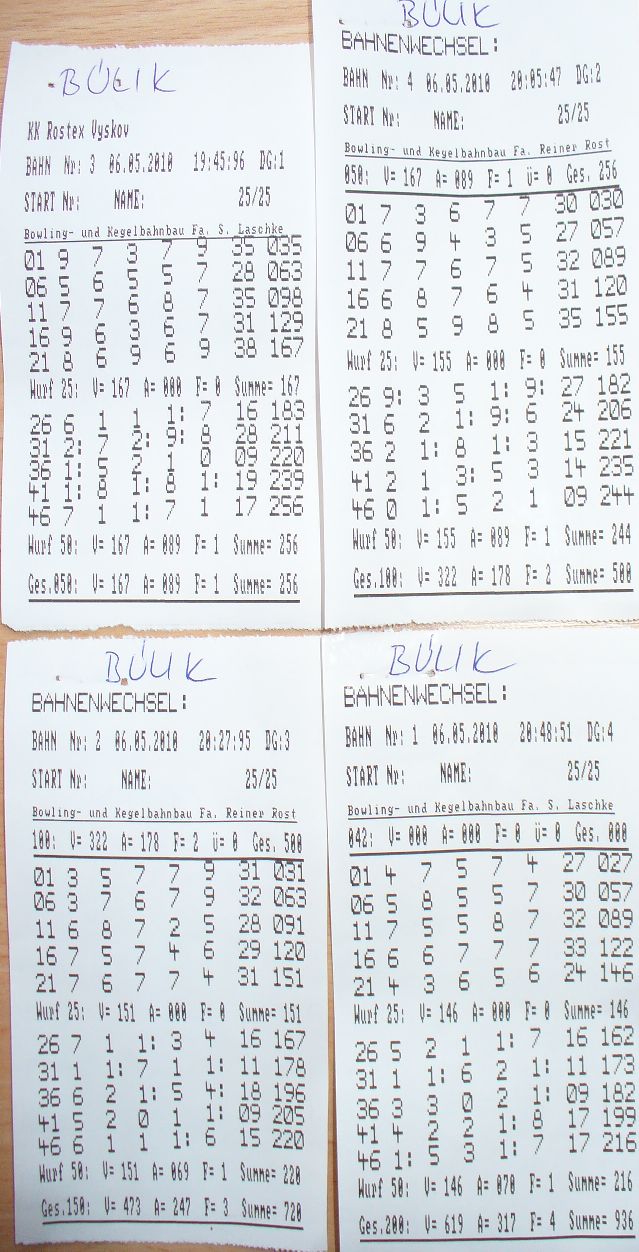 BÜLIK
KK Rostex Vyskov
BAHN Nr: 3 06.05.2010 19:45:96 DG:1
START Nr: NAME: 25/25
Bowling- und Kegelbahnbau Fa. S. Laschke
01 9 7 3 7 9 35 035
06 5 6 5 5 7 28 063
11 7 7 6 8 7 35 098
16 9 6 3 6 7 31 129
21 8 6 9 6 9 38 167
Wurf 25: V= 167 A= 000 F= 0 Summe= 167
26 6 1 1 1: 7 16 183
31 2: 7 2: 9: 8 28 211
36 1: 5 2 1 0 09 220
41 1: 8 1: 8 1: 19 239
46 7 1 1: 7 1 17 256
Wurf 50: V= 167 A= 089 F= 1 Summe= 256
Ges.050: V= 167 A= 089 F= 1 Summe= 256
BÜLIK
BAHNENWECHSEL:
BAHN Nr: 4 06.05.2010 20:05:47 DG:2
START Nr: NAME: 25/25
Bowling- und Kegelbahnbau Fa. Reiner Rost
050: V= 167 A= 089 F= 1 ü= 0 Ges. 256
01 7 3 6 7 7 30 030
06 6 9 4 3 5 27 057
11 7 7 6 7 5 32 089
16 6 8 7 6 4 31 120
21 8 5 9 8 5 35 155
Wurf 25: V= 155 A= 000 F= 0 Summe= 155
26 9: 3 5 1: 9: 27 182
31 6 2 1: 9: 6 24 206
36 2 1: 8 1: 3 15 221
41 2 1 3: 5 3 14 235
46 0 1: 5 2 1 09 244
Wurf 50: V= 155 A= 089 F= 1 Summe= 244
Ges.100: V= 322 A= 178 F= 2 Summe= 500
BÜLIK
BAHNENWECHSEL:
BAHN Nr: 2 06.05.2010 20:27:95 DG:3
START Nr: NAME: 25/25
Bowling- und Kegelbahnbau Fa. Reiner Rost
100: V= 322 A= 178 F= 2 ü= 0 Ges. 500
01 3 5 7 7 9 31 031
06 3 7 6 7 9 32 063
11 6 8 7 2 5 28 091
16 7 5 7 4 6 29 120
21 7 6 7 7 4 31 151
Wurf 25: V= 151 A= 000 F= 0 Summe= 151
26 7 1 1: 3 4 16 167
31 1 1: 7 1 1: 11 178
36 6 2 1: 5 4: 18 196
41 5 2 0 1 1: 09 205
46 6 1 1 1: 6 15 220
Wurf 50: V= 151 A= 069 F= 1 Summe= 220
Ges.150: V= 473 A= 247 F= 3 Summe= 720
BÜLIK
BAHNENWECHSEL:
BAHN Nr: 1 06.05.2010 20:48:51 DG:4
START Nr: NAME: 25/25
Bowling- und Kegelbahnbau Fa. S. Laschke
042: V= 000 A= 000 F= 0 ü= 0 Ges. 000
01 4 7 5 7 4 27 027
06 5 8 5 5 7 30 057
11 7 5 5 8 7 32 089
16 6 6 7 7 7 33 122
21 4 3 6 5 6 24 146
Wurf 25: V= 146 A= 000 F= 0 Summe= 146
26 5 2 1 1: 7 16 162
31 1 1: 6 2 1: 11 173
36 3 3 0 2 1: 09 182
41 4 2 2 1: 8 17 199
46 1: 5 3 1: 7 17 216
Wurf 50: V= 146 A= 070 F= 1 Summe= 216
Ges.200: V= 619 A= 317 F= 4 Summe= 936